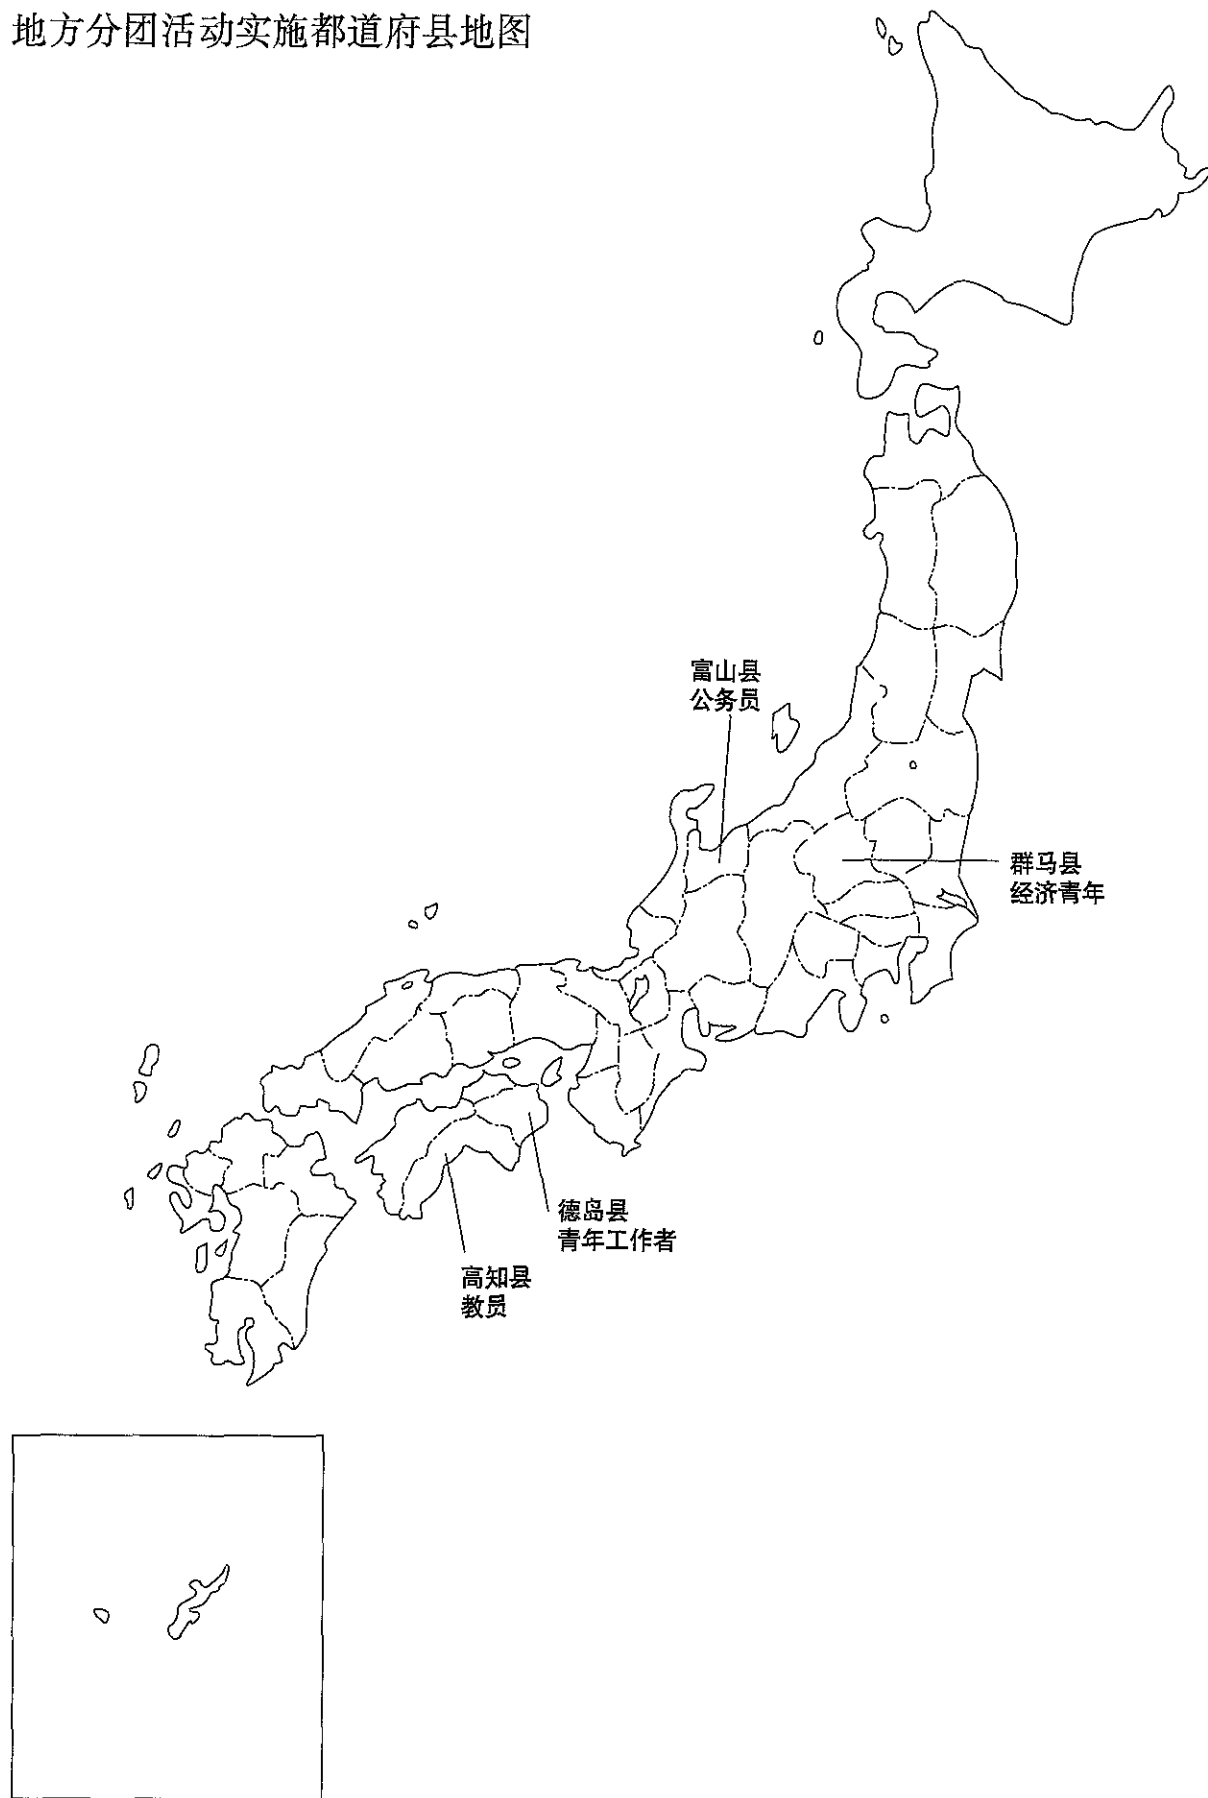 地方分团活动实施都道府县地图
富山县
公务员
群马县
经济青年
德岛县
青年工作者
高知县
教员